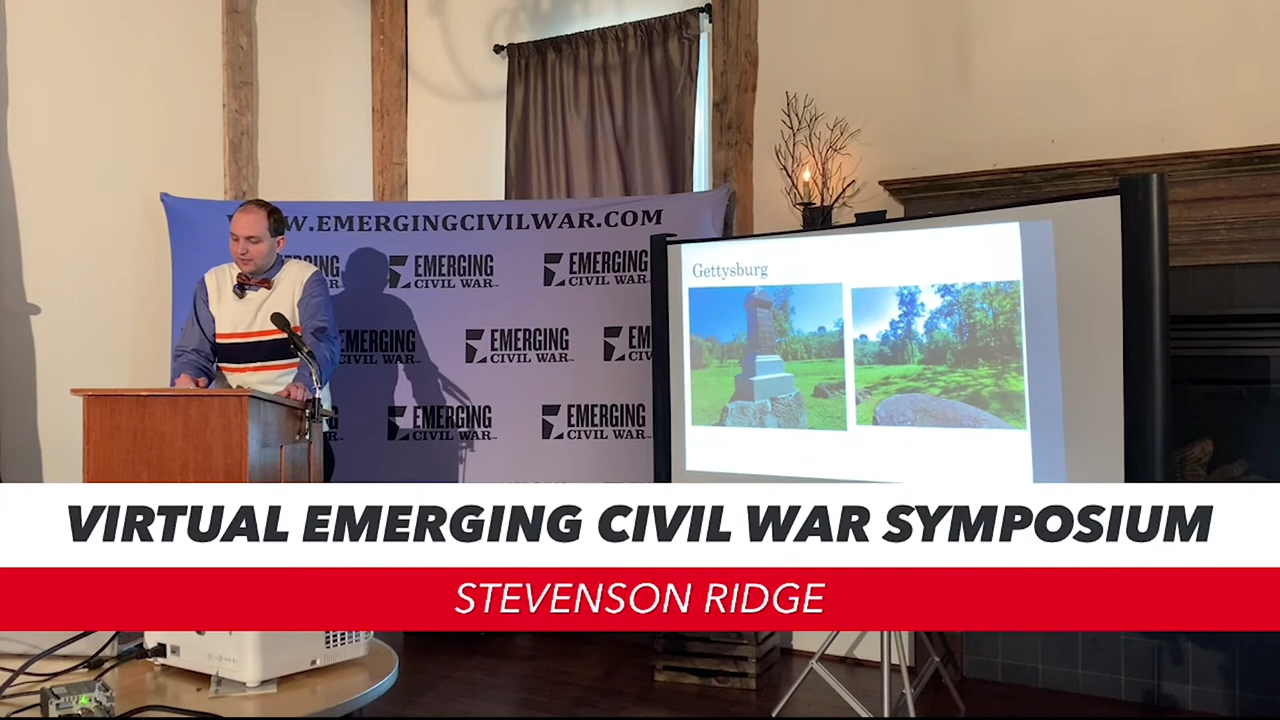 W.EMERGINGCIVILWAR.COM
EMERGING
CIVIL WAR
EMERGING
CIVIL WAR
EMERGING
CIVIL WAR
EMERGING
CIVIL WAR
EMERGING
CIVIL WAR
EMERGING
CIVIL WAR
Gettysburg
VIRTUAL EMERGING CIVIL WAR SYMPOSIUM
STEVENSON RIDGE